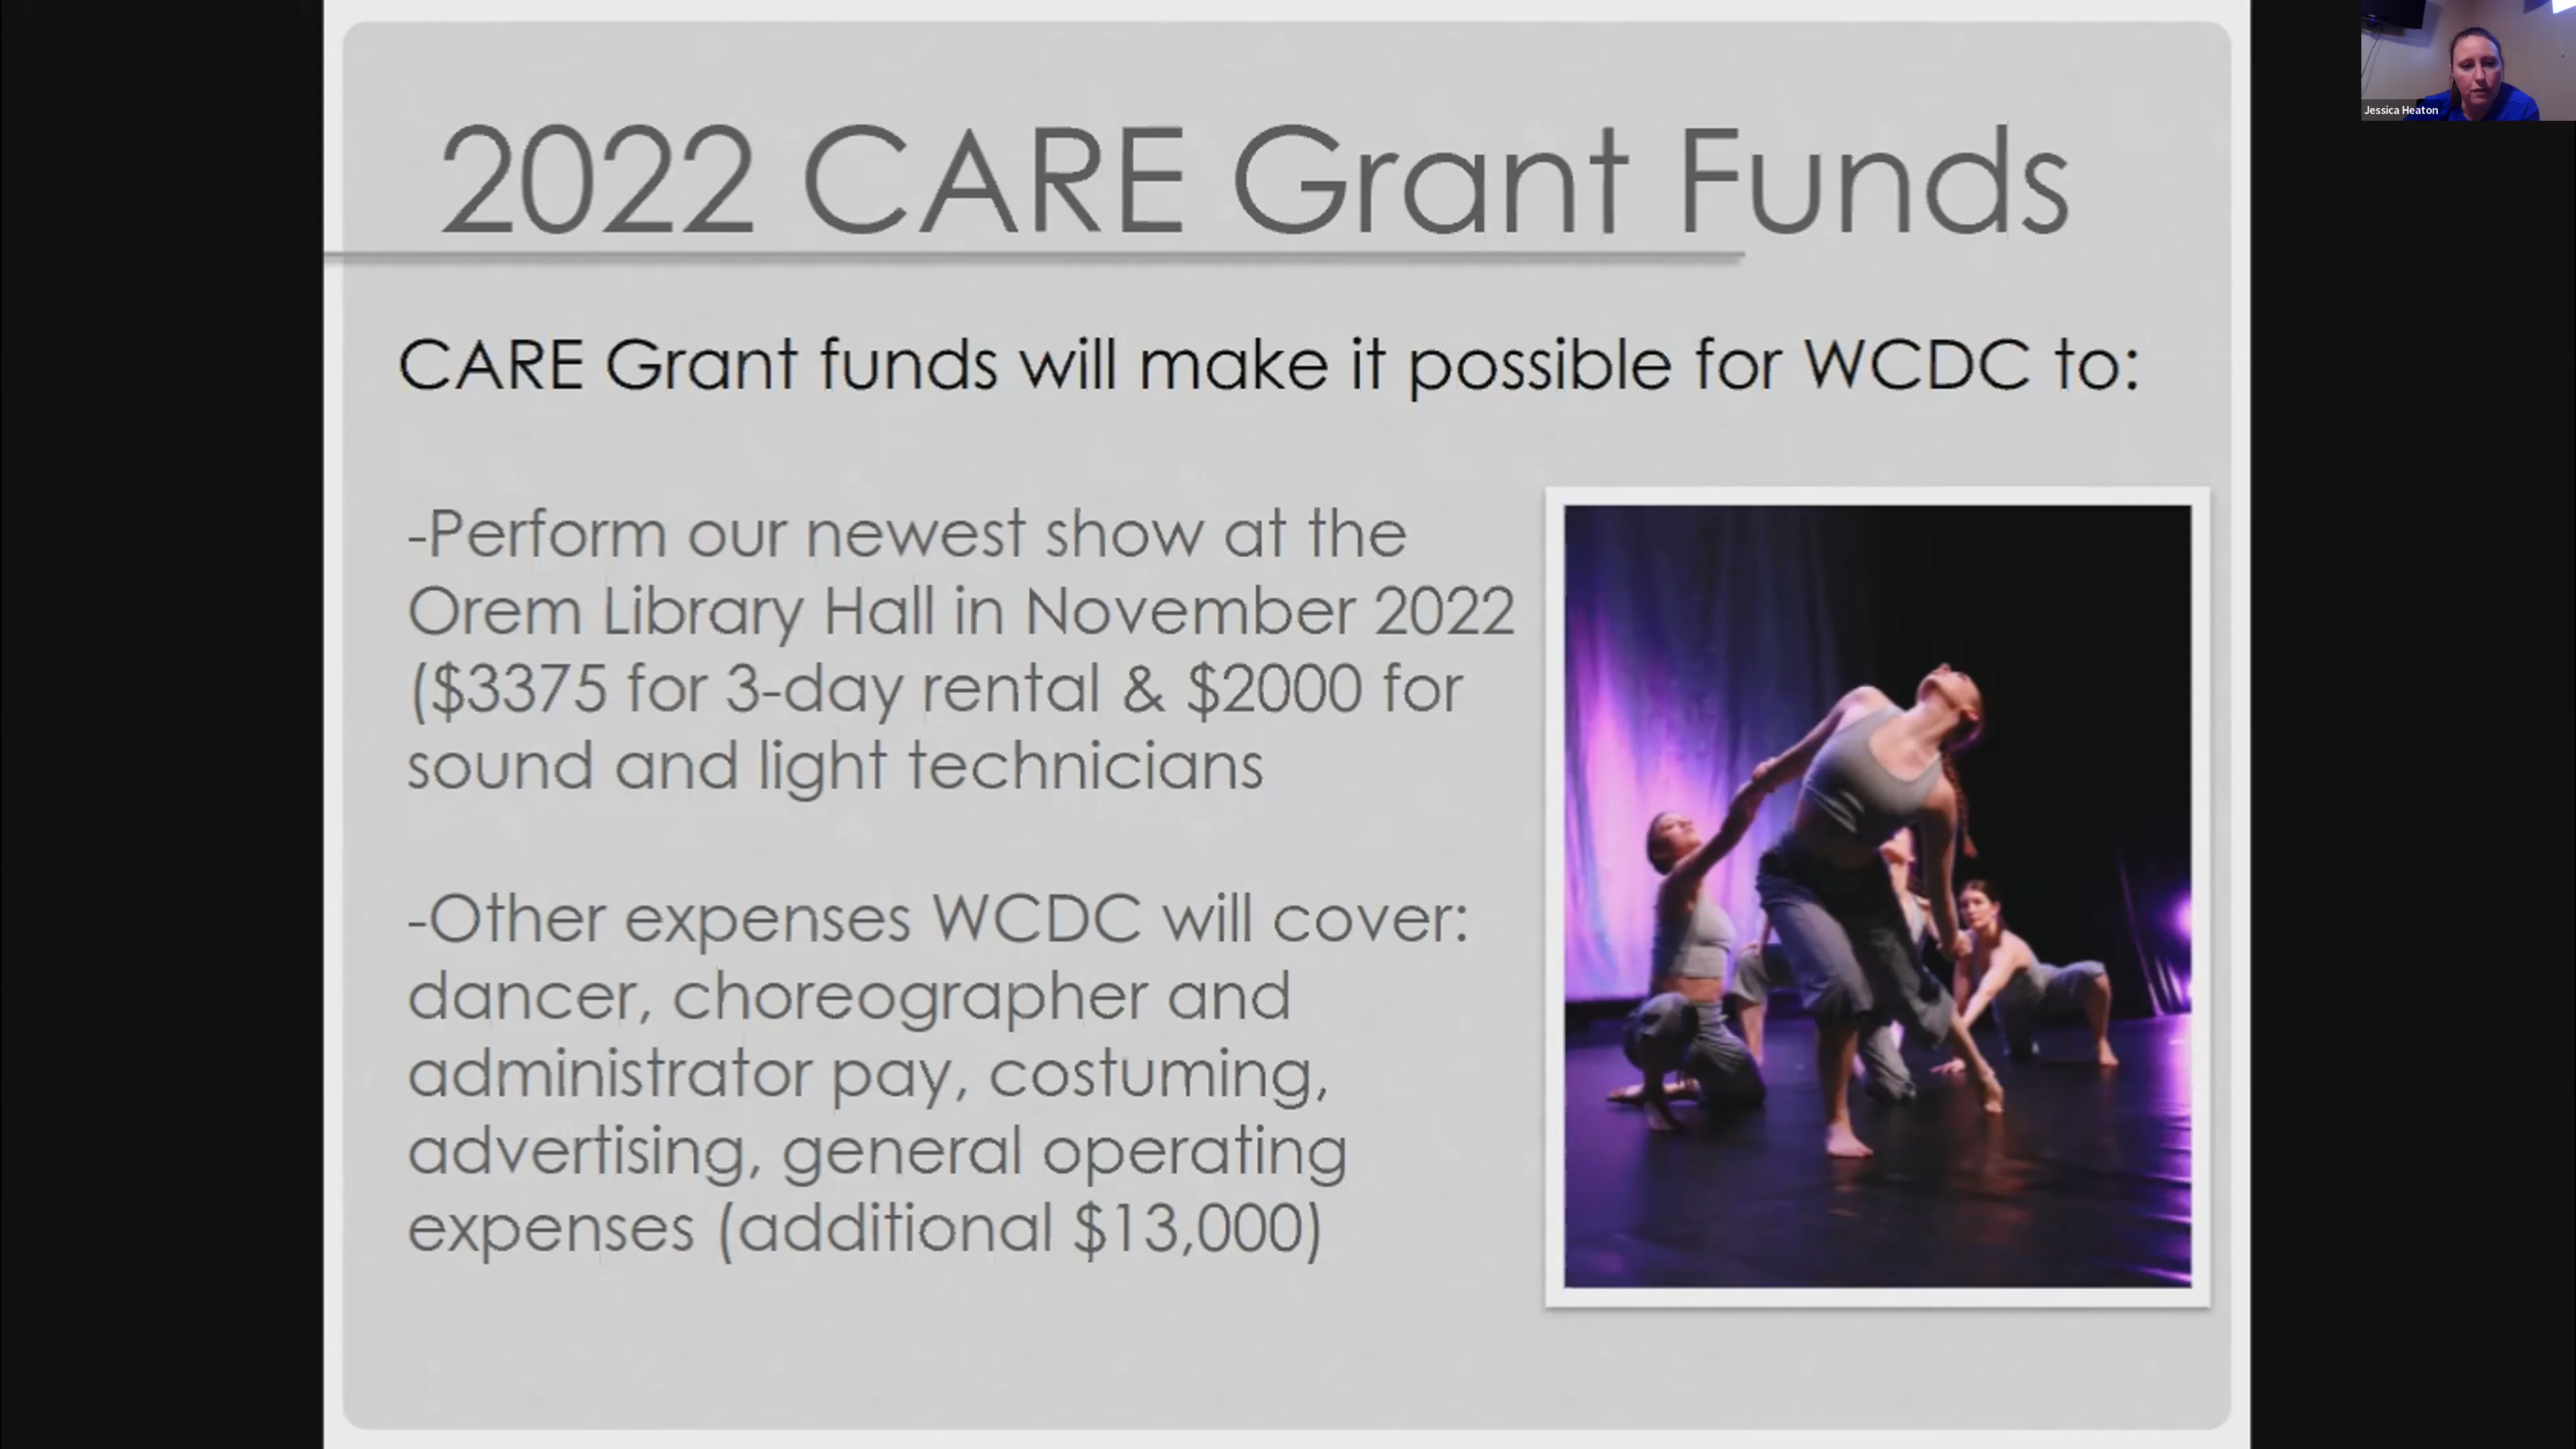 2022 CARE Grant Funds
CARE Grant funds will make it possible for WCDC to:
-Perform our newest show at the
Orem Library Hall in November 2022
($3375 for 3-day rental & $2000 for
sound and light technicians
-Other expenses WCDC will cover:
dancer, choreographer and
administrator pay, costuming,
advertising, general operating
expenses (additional $13,000)
Jessica Heaton